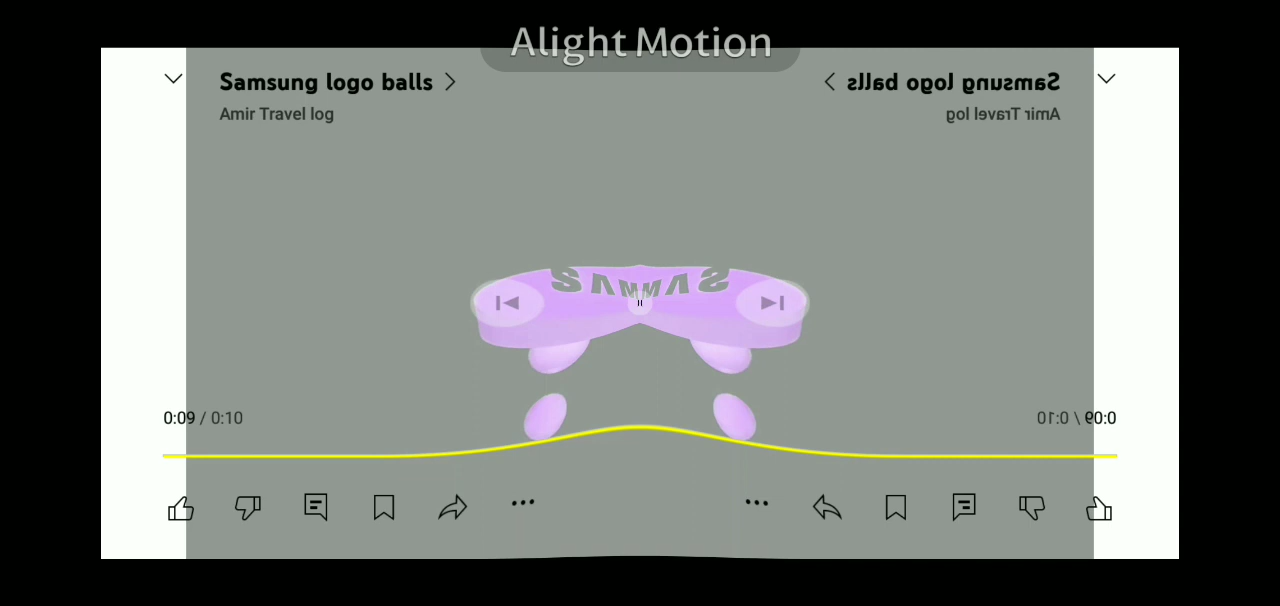 Alight Motion
Samsung logo balls
Samsung logo balls
Amir Travel log
Amir Travel log
SAMMAS
0:09 / 0:10
0:09 / 0:10